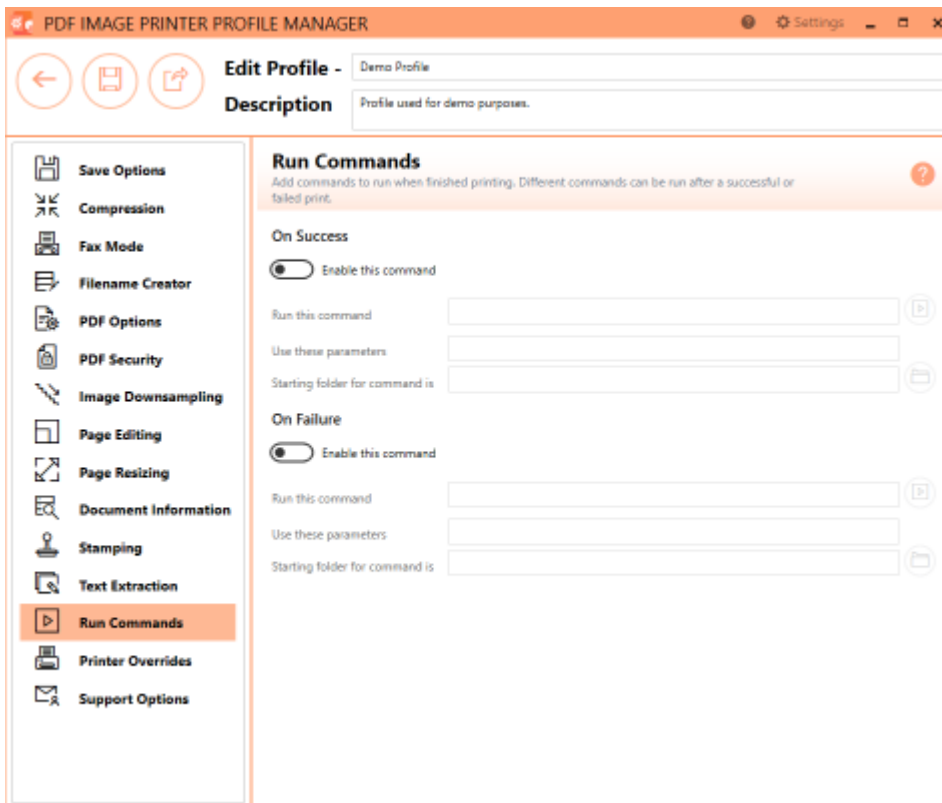 PDF IMAGE PRINTER PROFILE MANAGER
Settings
Edit Profile -
Demo Profile
Description
Profile used for demo purposes.
Save Options
Compression
Fax Mode
Filename Creator
PDF Options
PDF Security
Image Downsampling
Page Editing
Page Resizing
Document Information
Stamping
Text Extraction
Run Commands
Printer Overrides
Support Options
Run Commands
Add commands to run when finished printing. Different commands can be run after a successful or
failed print.
On Success
Enable this command
Run this command
Use these parameters
Starting folder for command is
On Failure
Enable this command
Run this command
Use these parameters
Starting folder for command is